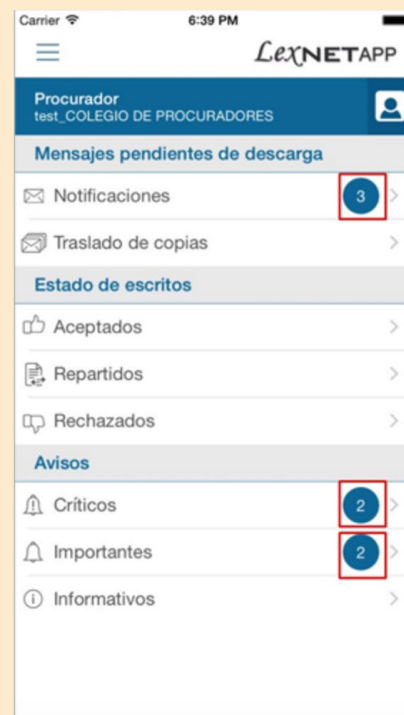 Carrier 6:39 PM
LexNETAPP
Procurador
test_COLEGIO DE PROCURADORES
Mensajes pendientes de descarga
Notificaciones 3
Traslado de copias
Estado de escritos
Aceptados
Repartidos
Rechazados
Avisos
Críticos 2
Importantes 2
Informativos